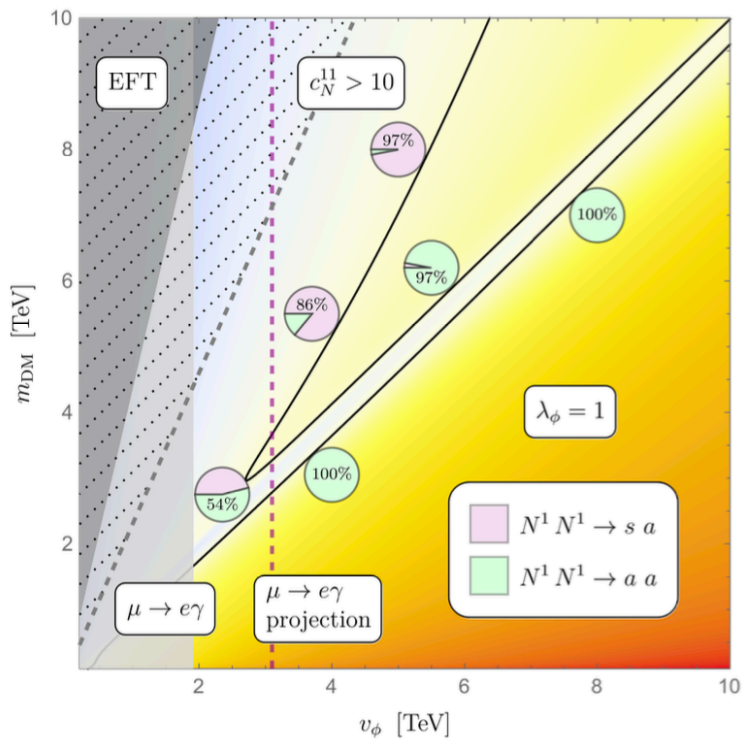 10
8
6
4
2
m_DM [TeV]
EFT
c_N^11 > 10
97%
100%
97%
86%
λ_ϕ = 1
54%
100%
N^1 N^1 → s a
N^1 N^1 → a a
μ → eγ
μ → eγ
projection
2
4
6
8
10
v_ϕ [TeV]